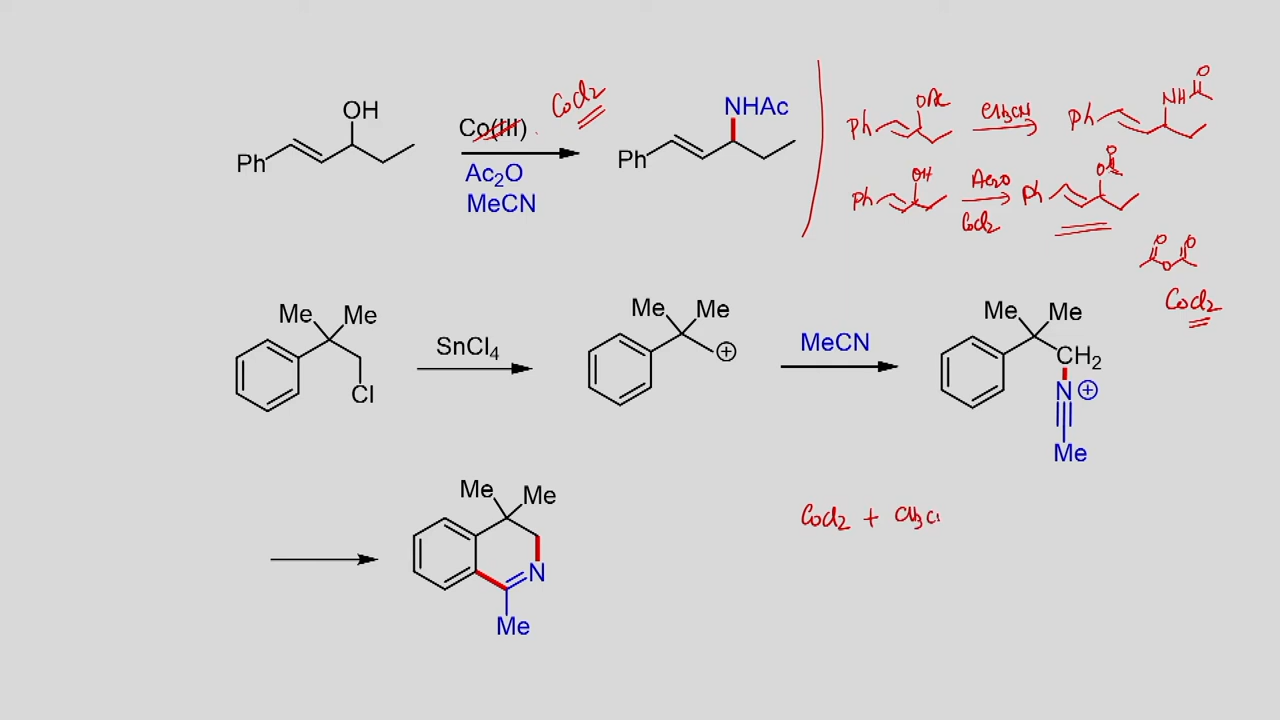 OH
Ph
Co(III)
CoCl2
Ac2O
MeCN
NHAc
Ph
OAc
Ph
CH3CN
NH
O
Ph
OH
Ph
Ac2O
CoCl2
O
O
Ph
O
O
O
CoCl2
Me Me
Cl
SnCl4
Me Me
+
MeCN
Me Me
CH2
N +
Me
Me Me
N
Me
CoCl2 + CH3C